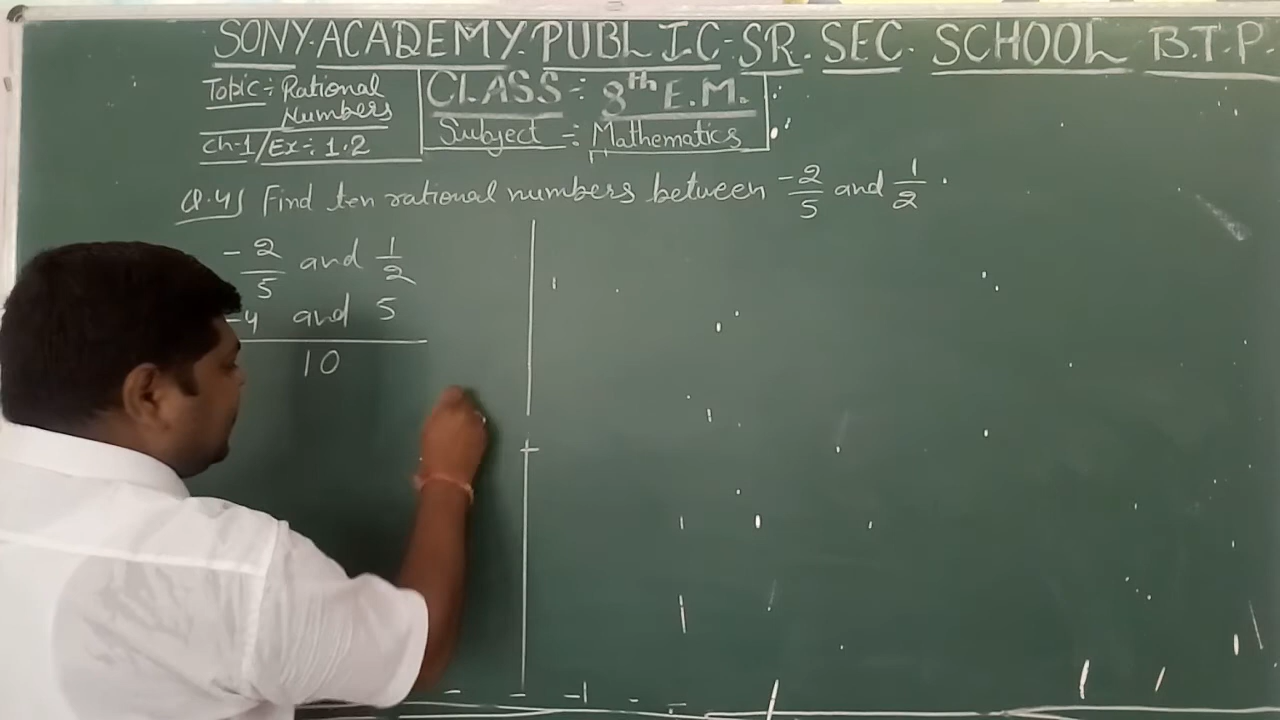 SONY ACADEMY PUBLIC SR. SEC. SCHOOL B.T.P.
Topic:- Rational Numbers
CLASS:- 8th E.M.
Ch-1/Ex:- 1.2
Subject:- Mathematics
Q.4) Find ten rational numbers between -2/5 and 1/2.
-2/5 and 1/2
-4 and 5
10